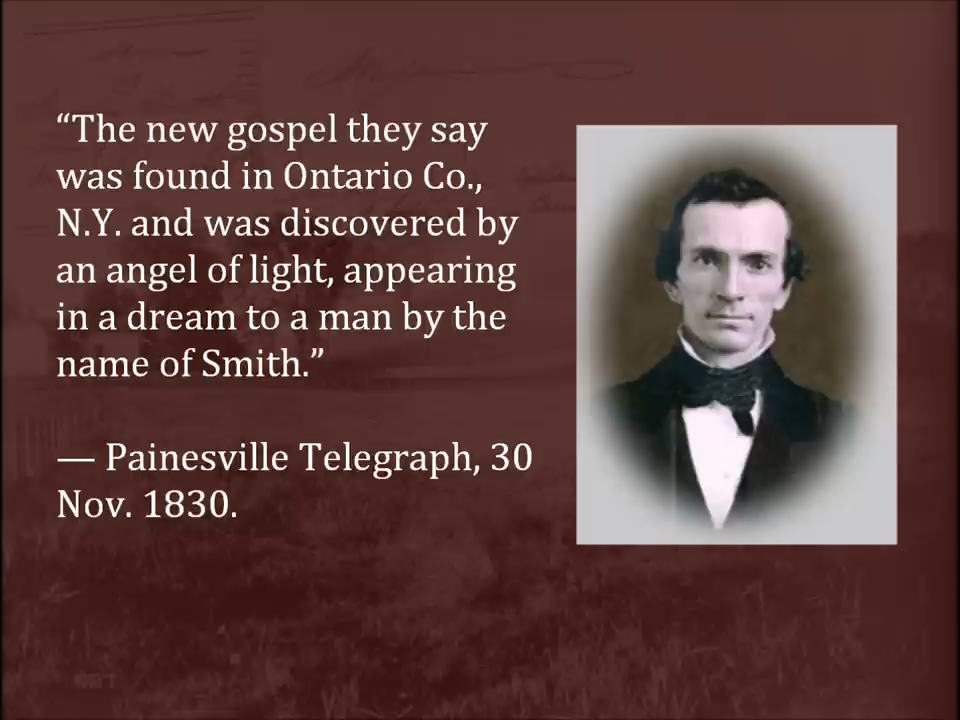 “The new gospel they say
was found in Ontario Co.,
N.Y. and was discovered by
an angel of light, appearing
in a dream to a man by the
name of Smith.”
— Painesville Telegraph, 30
Nov. 1830.